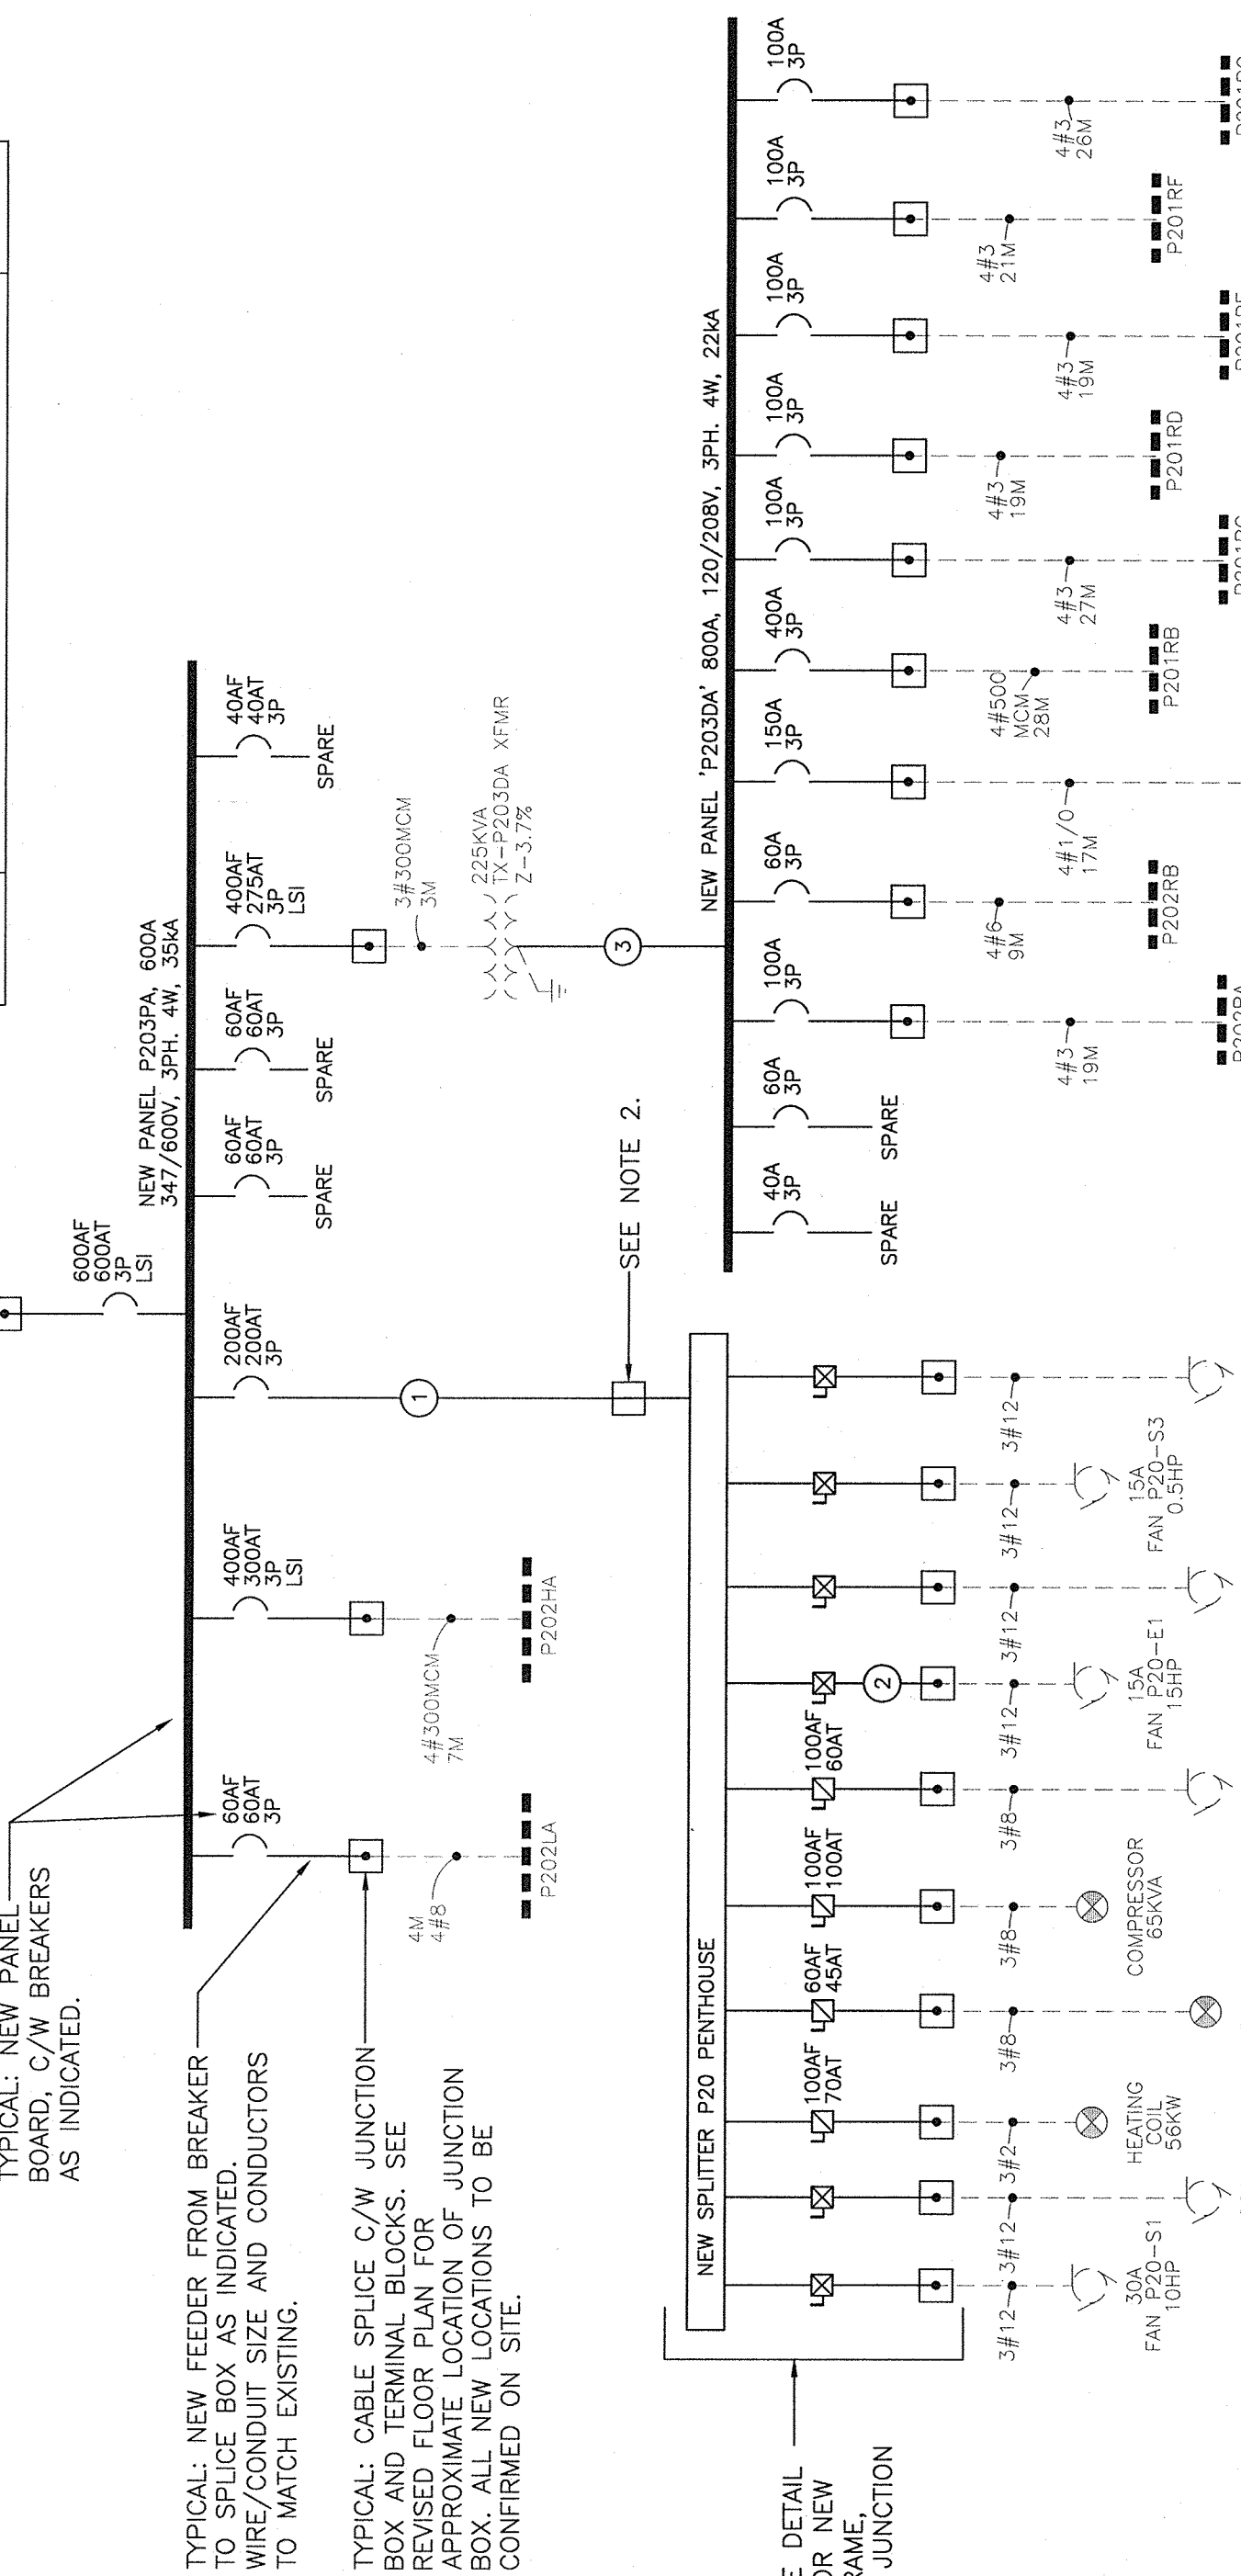 TYPICAL: NEW PANEL
BOARD, C/W BREAKERS
AS INDICATED.
TYPICAL: NEW FEEDER FROM BREAKER
TO SPLICE BOX AS INDICATED.
WIRE/CONDUIT SIZE AND CONDUCTORS
TO MATCH EXISTING.
TYPICAL: CABLE SPLICE C/W JUNCTION
BOX AND TERMINAL BLOCKS. SEE
REVISED FLOOR PLAN FOR
APPROXIMATE LOCATION OF JUNCTION
BOX. ALL NEW LOCATIONS TO BE
CONFIRMED ON SITE.
DETAIL
OR NEW
RAME,
JUNCTION
600AF
600AT
3P
LSI
NEW PANEL P203PA, 600A
347/600V, 3PH. 4W, 35kA
60AF
60AT
3P
4M
4#8
P202LA
400AF
300AT
3P
LSI
4#300MCM
7M
P202HA
200AF
200AT
3P
1
SEE NOTE 2.
60AF
60AT
3P
SPARE
60AF
60AT
3P
SPARE
400AF
275AT
3P
LSI
3#300MCM
3M
225KVA
TX-P203DA XFMR
Z-3.7%
3
40AF
40AT
3P
SPARE
NEW SPLITTER P20 PENTHOUSE
3#12
30A
FAN P20-S1
10HP
3#12
100AF
70AT
3#2
HEATING
COIL
56KW
60AF
45AT
3#8
100AF
100AT
3#8
COMPRESSOR
65KVA
100AF
60AT
3#8
2
3#12
15A
FAN P20-E1
15HP
3#12
3#12
15A
FAN P20-S3
0.5HP
3#12
NEW PANEL 'P203DA' 800A, 120/208V, 3PH. 4W, 22kA
40A
3P
SPARE
60A
3P
SPARE
100A
3P
4#3
19M
60A
3P
4#6
9M
P202RB
150A
3P
4#1/0
17M
400A
3P
4#500
MCM
28M
P201RB
100A
3P
4#3
27M
100A
3P
4#3
19M
P201RD
100A
3P
4#3
19M
100A
3P
4#3
21M
P201RF
100A
3P
4#3
26M